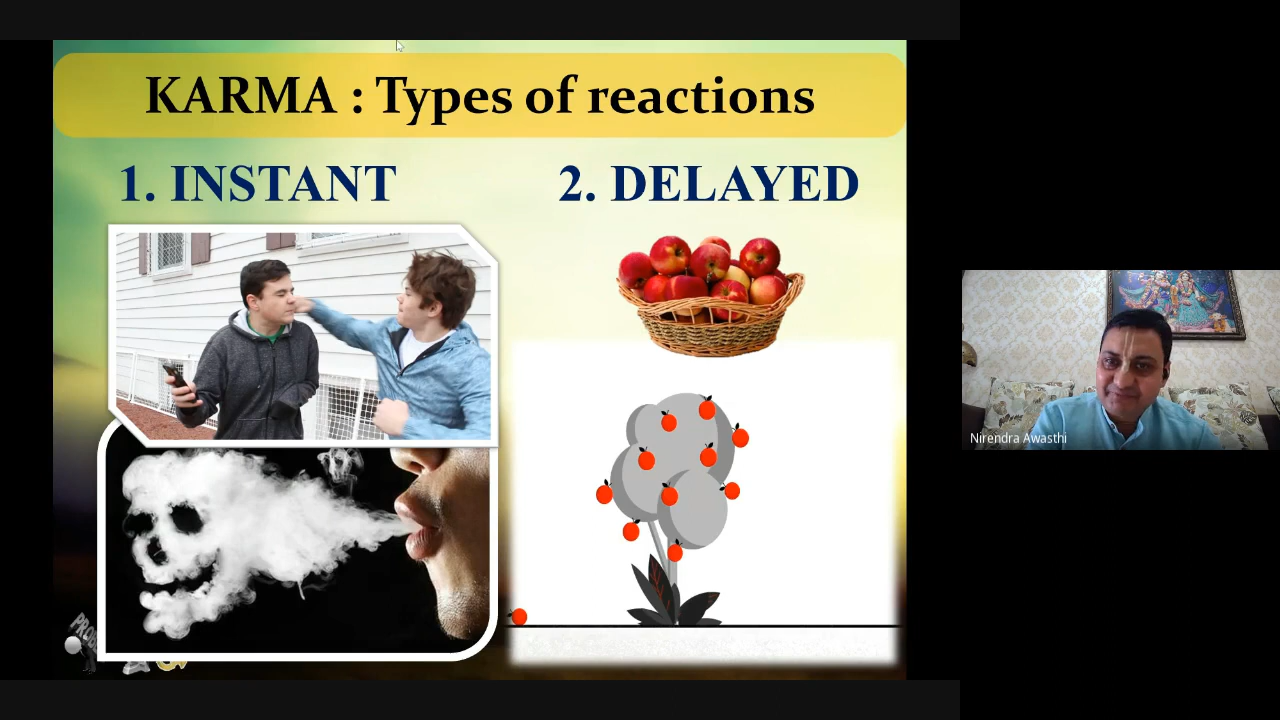 KARMA : Types of reactions
1. INSTANT
2. DELAYED
Nirendra Awasthi